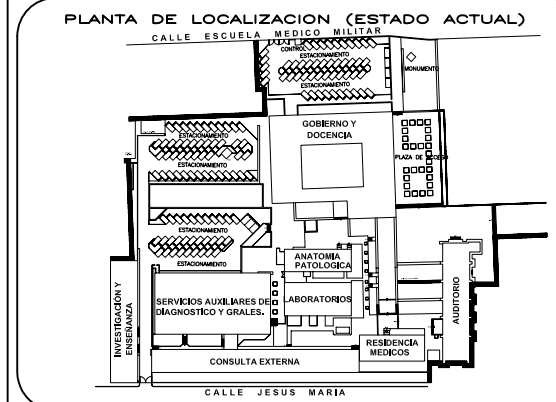 PLANTA DE LOCALIZACION (ESTADO ACTUAL)
CALLE ESCUELA MEDICO MILITAR
CONTROL
ESTACIONAMIENTO
MONUMENTO
ESTACIONAMIENTO
GOBIERNO Y
DOCENCIA
ESTACIONAMIENTO
PLAZA DE ACCESO
ESTACIONAMIENTO
ESTACIONAMIENTO
ESTACIONAMIENTO
ANATOMIA
PATOLOGICA
INVESTIGACIÓN Y
ENSEÑANZA
SERVICIOS AUXILIARES DE
DIAGNOSTICO Y GRALES.
LABORATORIOS
AUDITORIO
RESIDENCIA
MEDICOS
CONSULTA EXTERNA
CALLE JESUS MARIA